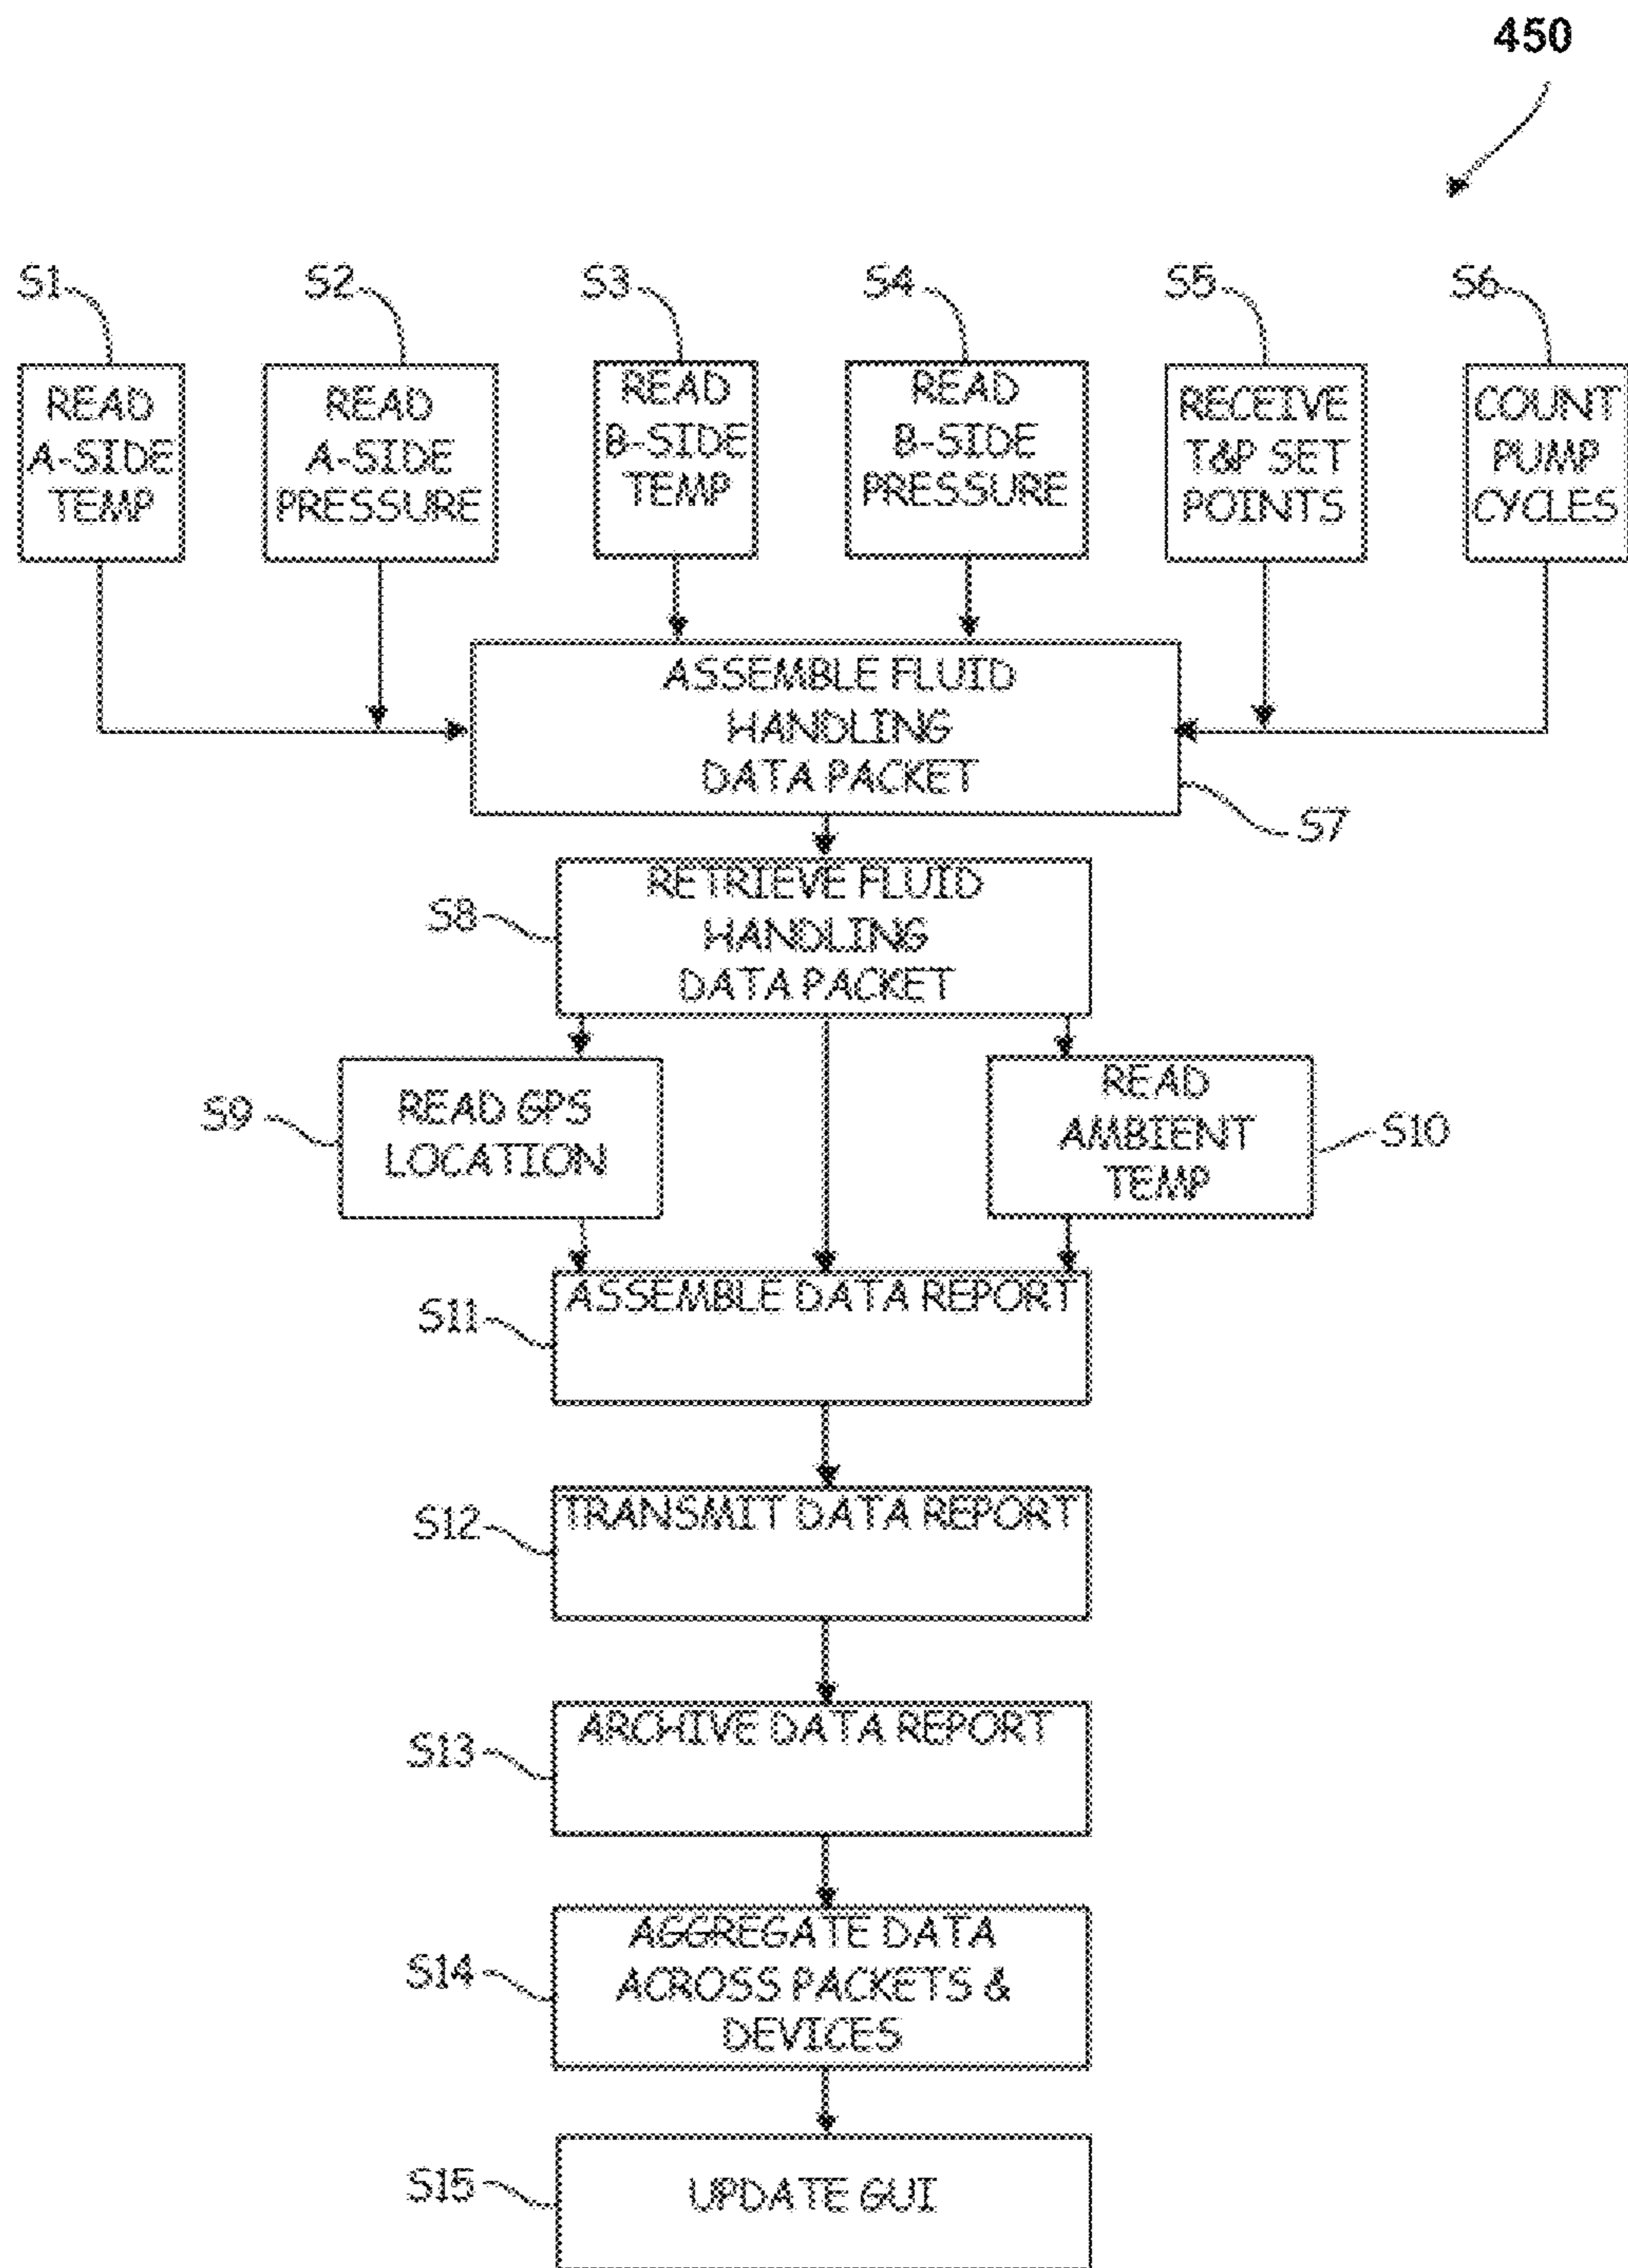 450
S1
S2
S3
S4
S5
S6
READ
A-SIDE
TEMP
READ
A-SIDE
PRESSURE
READ
B-SIDE
TEMP
READ
B-SIDE
PRESSURE
RECEIVE
T&P SET
POINTS
COUNT
PUMP
CYCLES
ASSEMBLE FLUID
HANDLING
DATA PACKET
S7
S8
RETRIEVE FLUID
HANDLING
DATA PACKET
S9
READ GPS
LOCATION
READ
AMBIENT
TEMP
S10
S11
ASSEMBLE DATA REPORT
S12
TRANSMIT DATA REPORT
S13
ARCHIVE DATA REPORT
S14
AGGREGATE DATA
ACROSS PACKETS &
DEVICES
S15
UPDATE GUI